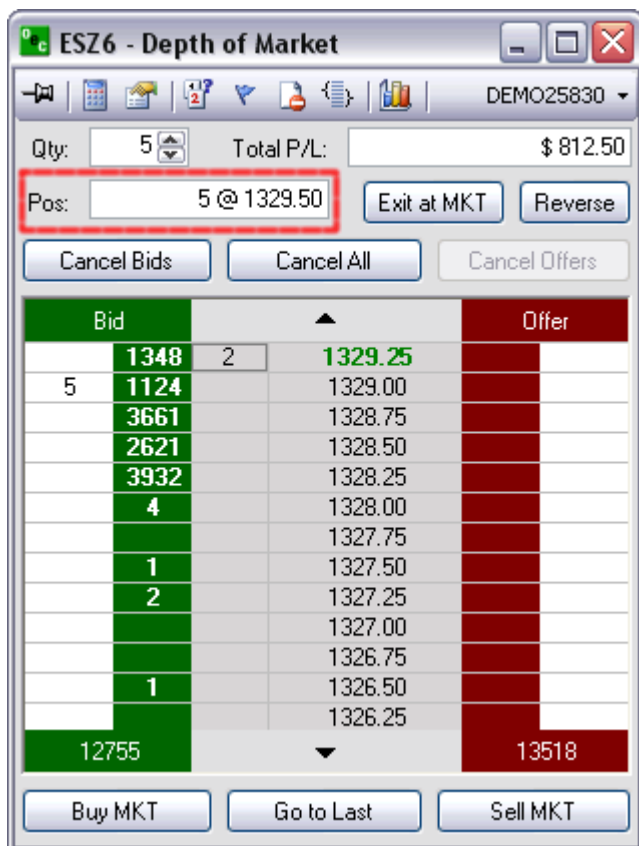 Oec ESZ6 - Depth of Market
DEMO25830
Qty: 5 Total P/L: $ 812.50
Pos: 5 @ 1329.50 Exit at MKT Reverse
Cancel Bids Cancel All Cancel Offers
Bid Offer
1348 2 1329.25
5 1124 1329.00
3661 1328.75
2621 1328.50
3932 1328.25
4 1328.00
1327.75
1 1327.50
2 1327.25
1327.00
1326.75
1 1326.50
1326.25
12755 13518
Buy MKT Go to Last Sell MKT